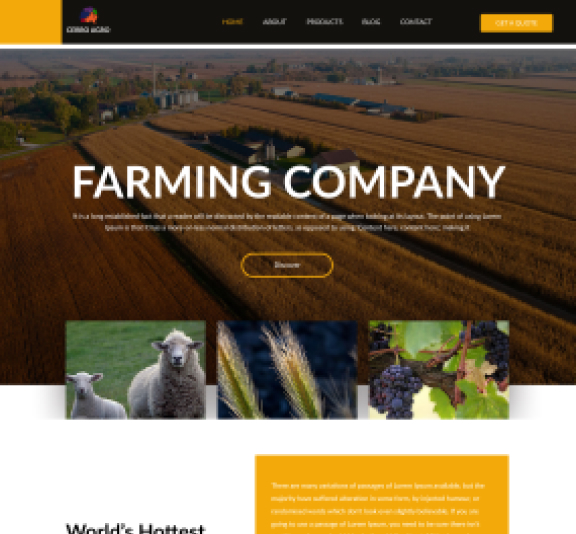 HOME ABOUT PRODUCTS BLOG CONTACT GET A QUOTE
FARMING COMPANY
It is a long established fact that a reader will be distracted by the readable content of a page when looking at its layout. The point of using Lorem
Ipsum is that it has a more-or-less normal distribution of letters, as opposed to using 'Content here, content here', making it
Discover
There are many variations of passages of Lorem Ipsum available, but the
majority have suffered alteration in some form, by injected humour, or
randomised words which don't look even slightly believable. If you are
going to use a passage of Lorem Ipsum, you need to be sure there isn't
World's Hottest